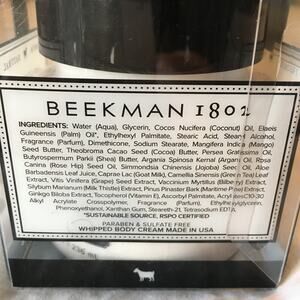 BEEKMAN 1802
INGREDIENTS: Water (Aqua), Glycerin, Cocos Nucifera (Coconut) Oil, Elaeis
Guineensis (Palm) Oil*, Ethylhexyl Palmitate, Stearic Acid, Stearyl Alcohol,
Fragrance (Parfum), Dimethicone, Sodium Stearate, Mangifera Indica (Mango)
Seed Butter, Theobroma Cacao Seed (Cocoa) Butter, Persea Gratissima Oil,
Butyrospermum Parkii (Shea) Butter, Argania Spinosa Kernel (Argan) Oil, Rosa
Canina (Rose Hip) Seed Oil, Simmondsia Chinensis (Jojoba) Seed Oil, Aloe
Barbadensis Leaf Juice, Caprae Lac (Goat Milk), Camellia Sinensis (Green Tea) Leaf
Extract, Vitis Vinifera (Grape) Seed Extract, Vaccinium Myrtillus (Bilberry) Extract,
Silybum Marianum (Milk Thistle) Extract, Pinus Pinaster Bark (Maritime Pine) Extract,
Ginkgo Biloba Extract, Tocopherol (Vitamin E), Ascorbyl Palmitate, Acrylates/C10-30
Alkyl Acrylate Crosspolymer, Fragrance (Parfum), Ethylhexylglycerin,
Phenoxyethanol, Xanthan Gum, Steareth-21, Tetrasodium EDTA.
*SUSTAINABLE SOURCE, RSPO CERTIFIED
PARABEN & SULFATE FREE
WHIPPED BODY CREAM MADE IN USA